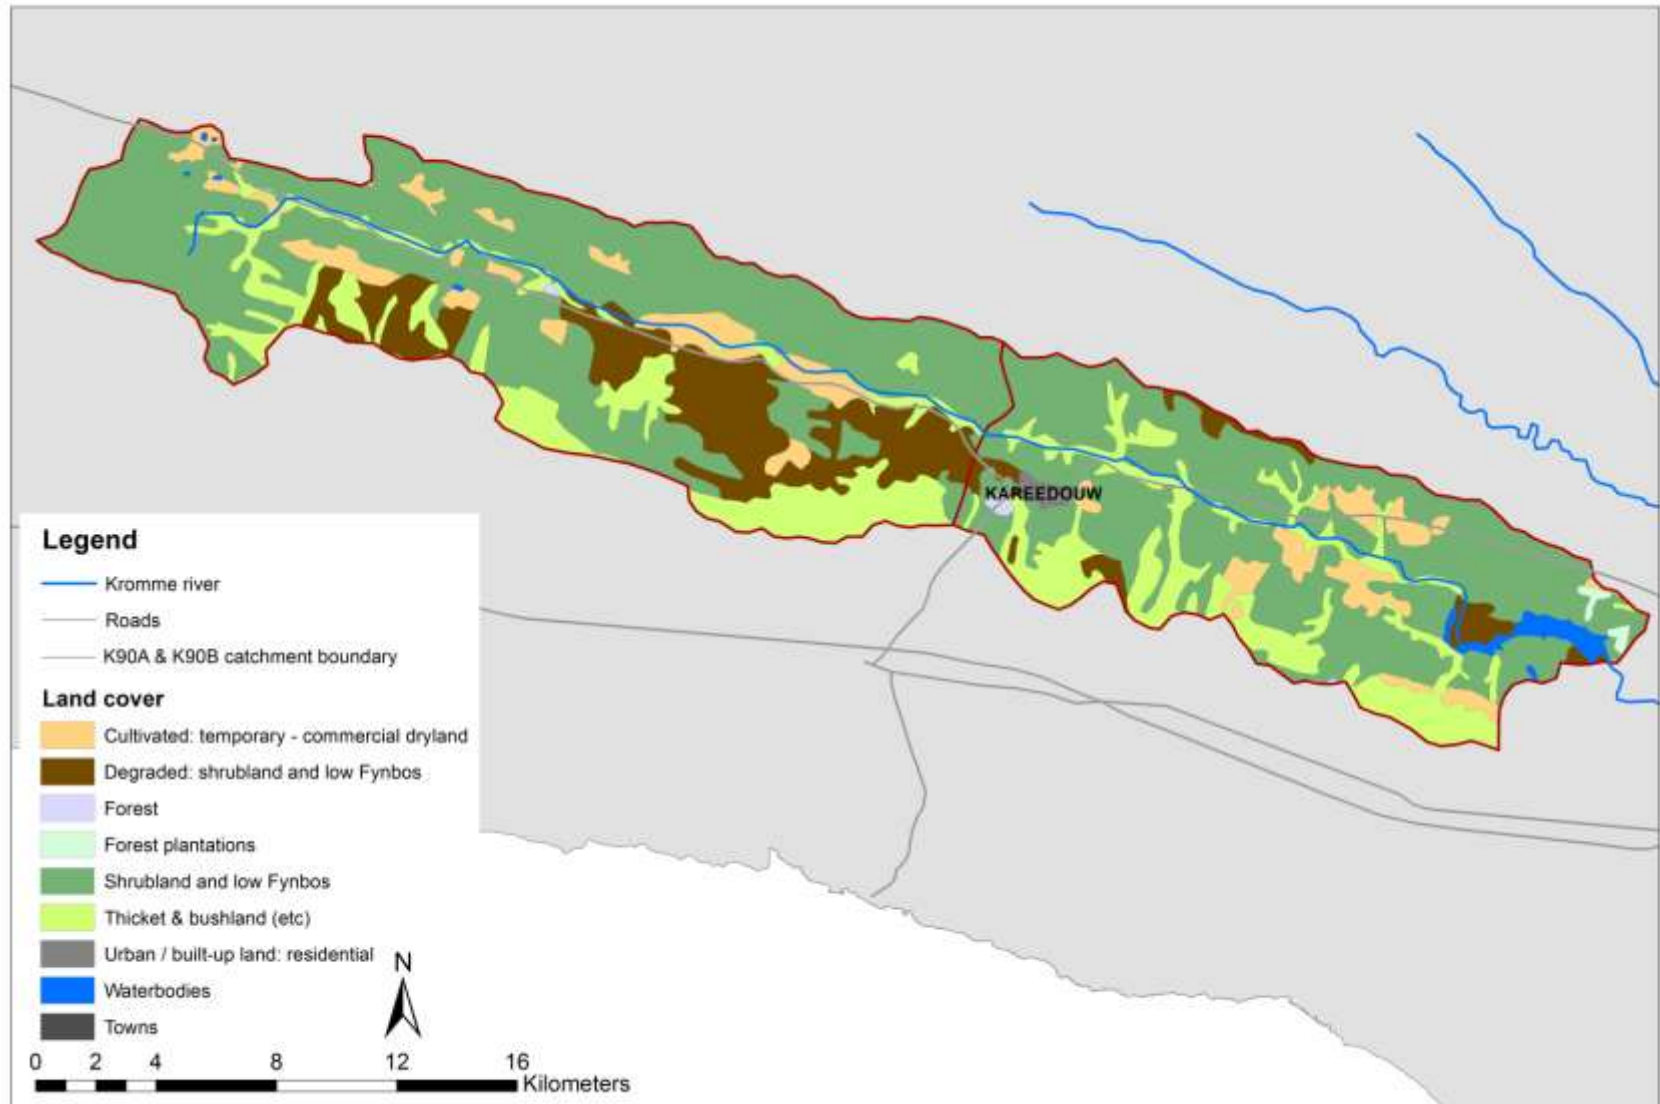 KAREEDOUW
Legend
Kromme river
Roads
K90A & K90B catchment boundary
Land cover
Cultivated: temporary - commercial dryland
Degraded: shrubland and low Fynbos
Forest
Forest plantations
Shrubland and low Fynbos
Thicket & bushland (etc)
Urban / built-up land: residential
Waterbodies
Towns
N
0 2 4 8 12 16
Kilometers